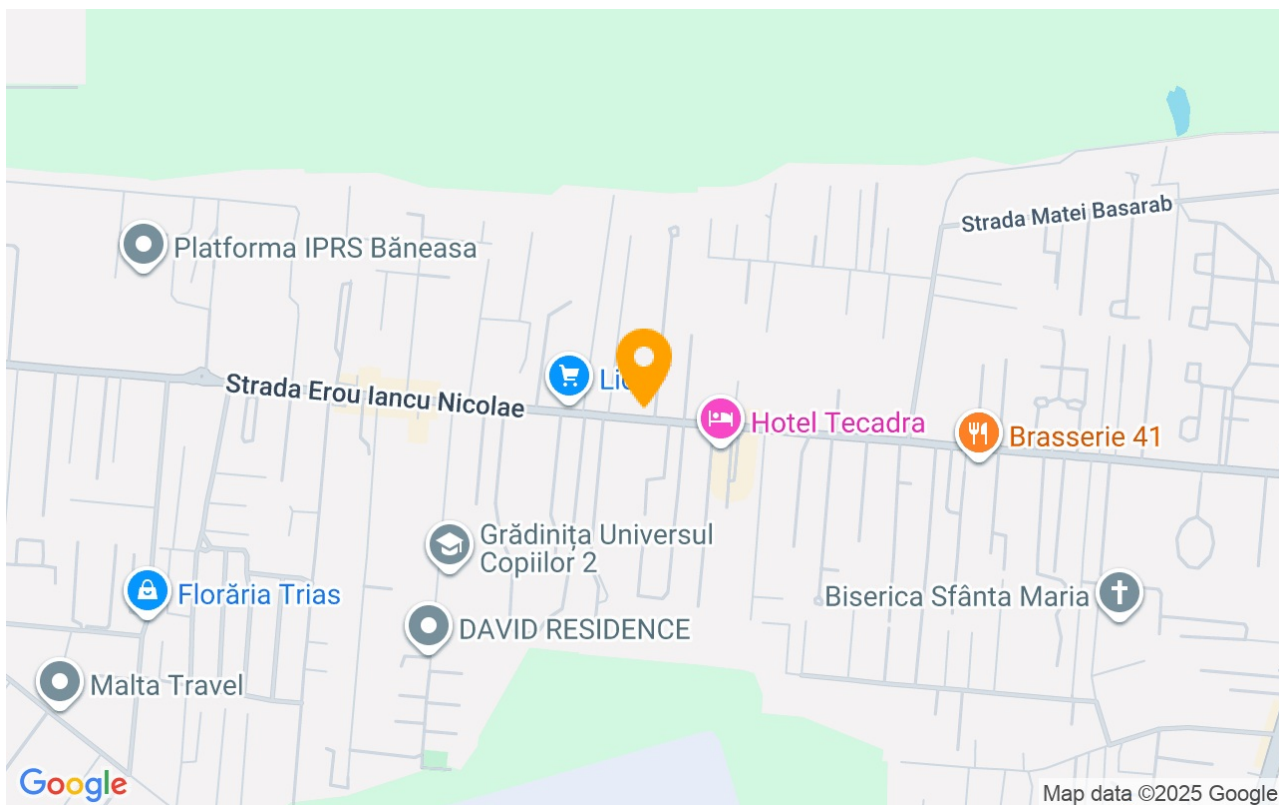 Strada Matei Basarab
Platforma IPRS Băneasa
Strada Erou Iancu Nicolae
Hotel Tecadra
Brasserie 41
Grădinița Universul
Copiilor 2
Florăria Trias
Biserica Sfânta Maria
DAVID RESIDENCE
Malta Travel
Google
Map data ©2025 Google